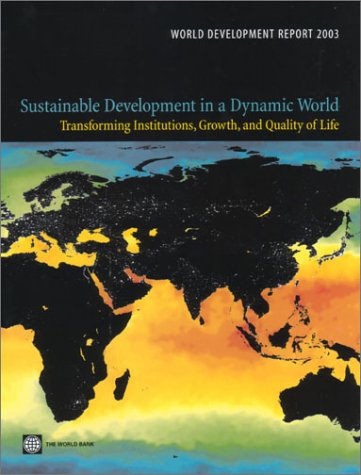 WORLD DEVELOPMENT REPORT 2003
Sustainable Development in a Dynamic World
Transforming Institutions, Growth, and Quality of Life
THE WORLD BANK